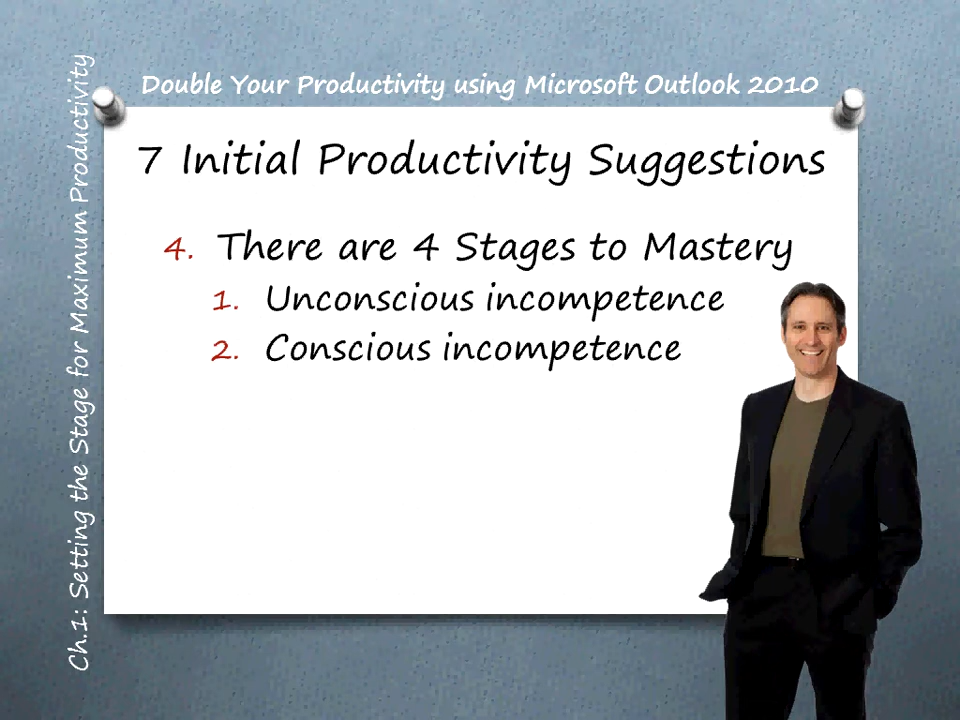 Double Your Productivity using Microsoft Outlook 2010
Ch.1: Setting the Stage for Maximum Productivity
7 Initial Productivity Suggestions
4. There are 4 Stages to Mastery
1. Unconscious incompetence
2. Conscious incompetence